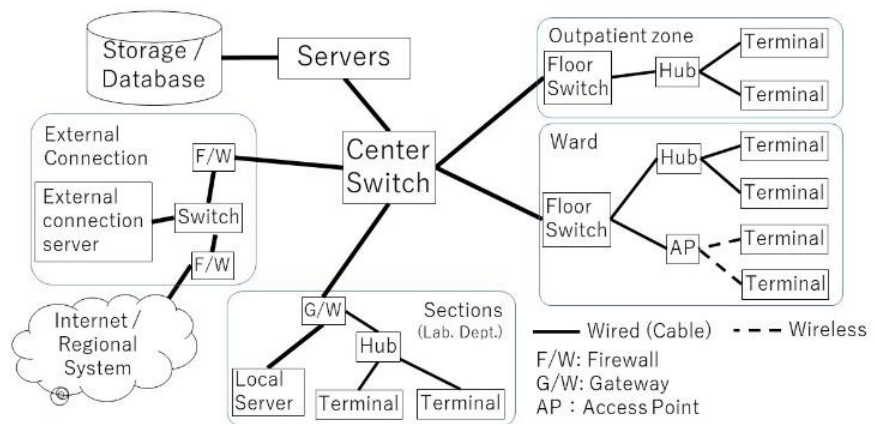 Storage /
Database
Servers
Center
Switch
External
Connection
F/W
External
connection
server
Switch
F/W
Internet /
Regional
System
G/W
Sections
(Lab. Dept.)
Hub
Local
Server
Terminal
Terminal
Outpatient zone
Floor
Switch
Hub
Terminal
Terminal
Ward
Floor
Switch
Hub
Terminal
Terminal
AP
Terminal
Terminal
Wired (Cable)
Wireless
F/W: Firewall
G/W: Gateway
AP : Access Point